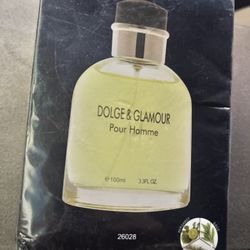 DOLGE & GLAMOUR
Pour Homme
e 100ml 3.3FL.OZ.
26028